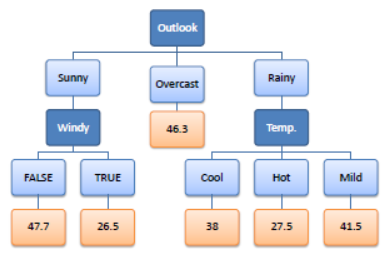 Outlook
Sunny
Overcast
Rainy
Windy
46.3
Temp.
FALSE
TRUE
Cool
Hot
Mild
47.7
26.5
38
27.5
41.5